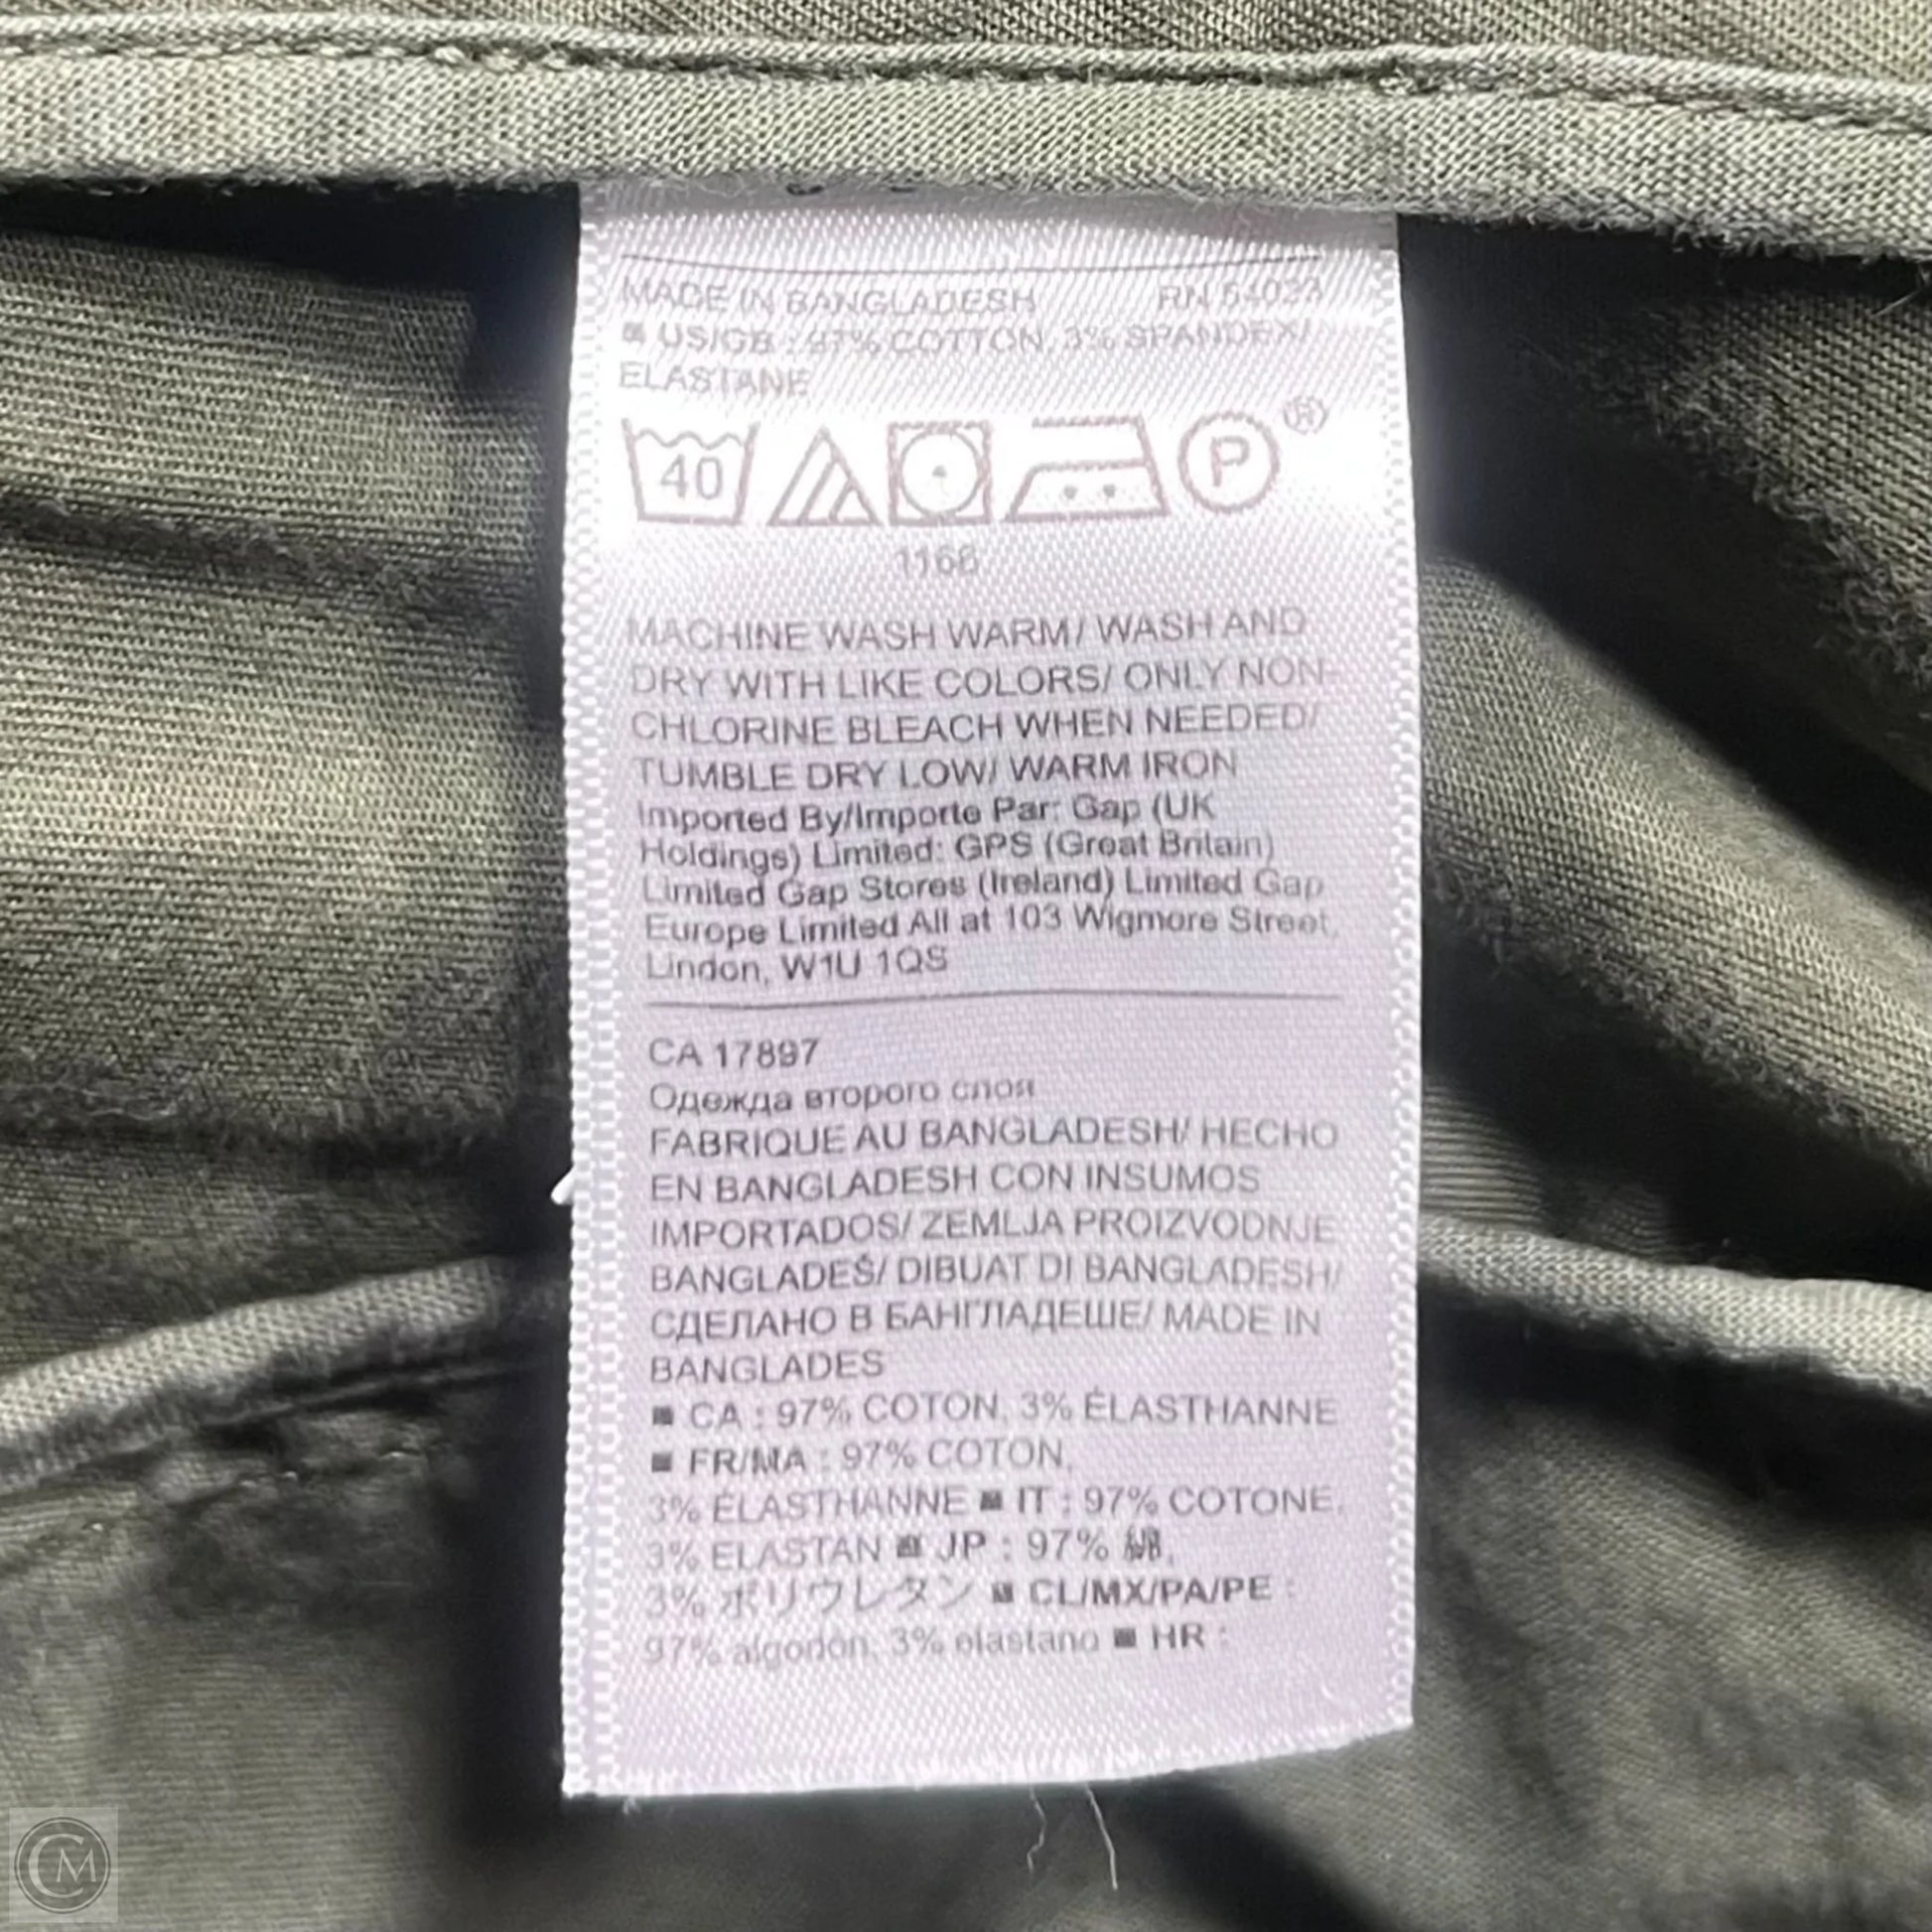 MADE IN BANGLADESH RN 54023
US/GB : 97% COTTON, 3% SPANDEX/
ELASTANE
40 P ®
1166
MACHINE WASH WARM/ WASH AND
DRY WITH LIKE COLORS/ ONLY NON-
CHLORINE BLEACH WHEN NEEDED/
TUMBLE DRY LOW/ WARM IRON
Imported By/Importe Par: Gap (UK
Holdings) Limited: GPS (Great Britain)
Limited Gap Stores (Ireland) Limited Gap
Europe Limited All at 103 Wigmore Street,
Lindon, W1U 1QS
CA 17897
Одежда второго слоя
FABRIQUE AU BANGLADESH/ HECHO
EN BANGLADESH CON INSUMOS
IMPORTADOS/ ZEMLJA PROIZVODNJE
BANGLADEŠ/ DIBUAT DI BANGLADESH/
СДЕЛАНО В БАНГЛАДЕШЕ/ MADE IN
BANGLADES
■ CA : 97% COTON, 3% ÉLASTHANNE
■ FR/MA : 97% COTON,
3% ÉLASTHANNE ■ IT : 97% COTONE,
3% ELASTAN ■ JP : 97% 綿,
3% ポリウレタン ■ CL/MX/PA/PE :
97% algodón, 3% elastano ■ HR :
CM